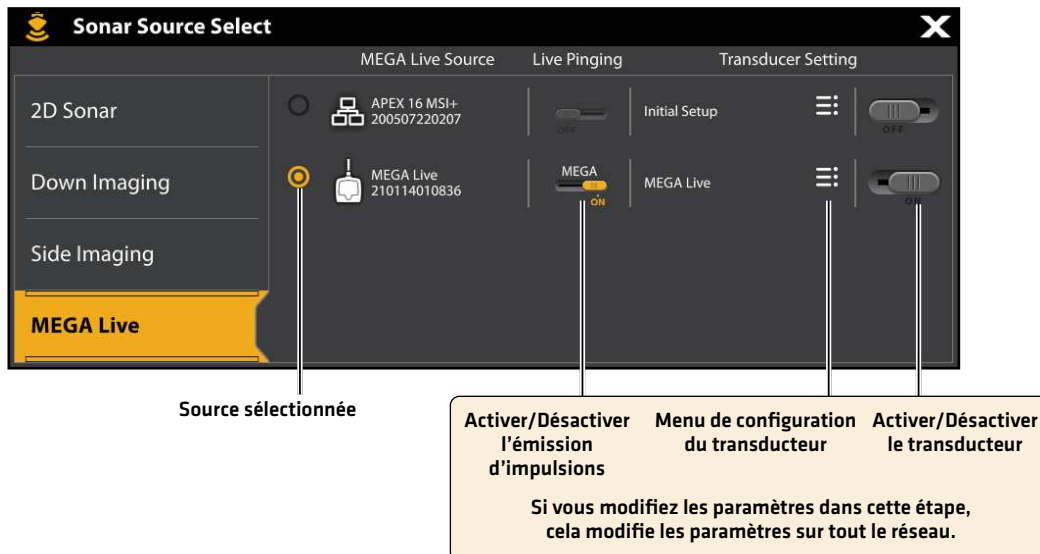 Sonar Source Select
X
MEGA Live Source Live Pinging Transducer Setting
2D Sonar
APEX 16 MSI+
200507220207
OFF
Initial Setup
OFF
Down Imaging
MEGA Live
210114010836
MEGA
ON
MEGA Live
ON
Side Imaging
MEGA Live
Source sélectionnée
Activer/Désactiver
l’émission
d’impulsions
Menu de configuration
du transducteur
Activer/Désactiver
le transducteur
Si vous modifiez les paramètres dans cette étape,
cela modifie les paramètres sur tout le réseau.